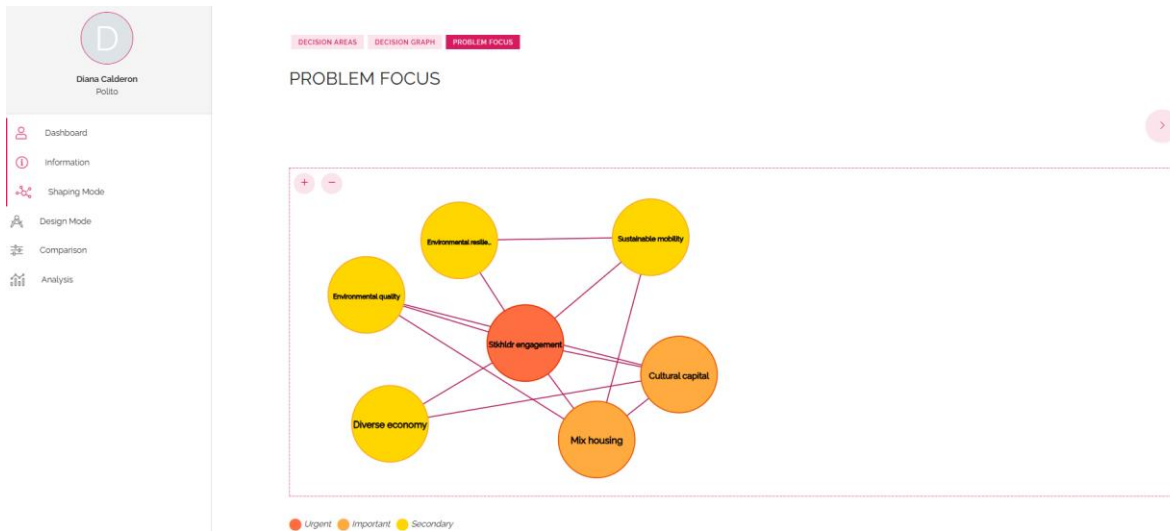 D
Diana Calderon
Polito
Dashboard
Information
Shaping Mode
Design Mode
Comparison
Analysis
DECISION AREAS DECISION GRAPH PROBLEM FOCUS
PROBLEM FOCUS
Environmental resilie...
Sustainable mobility
Environmental quality
Stkhldr engagement
Cultural capital
Diverse economy
Mix housing
Urgent Important Secondary